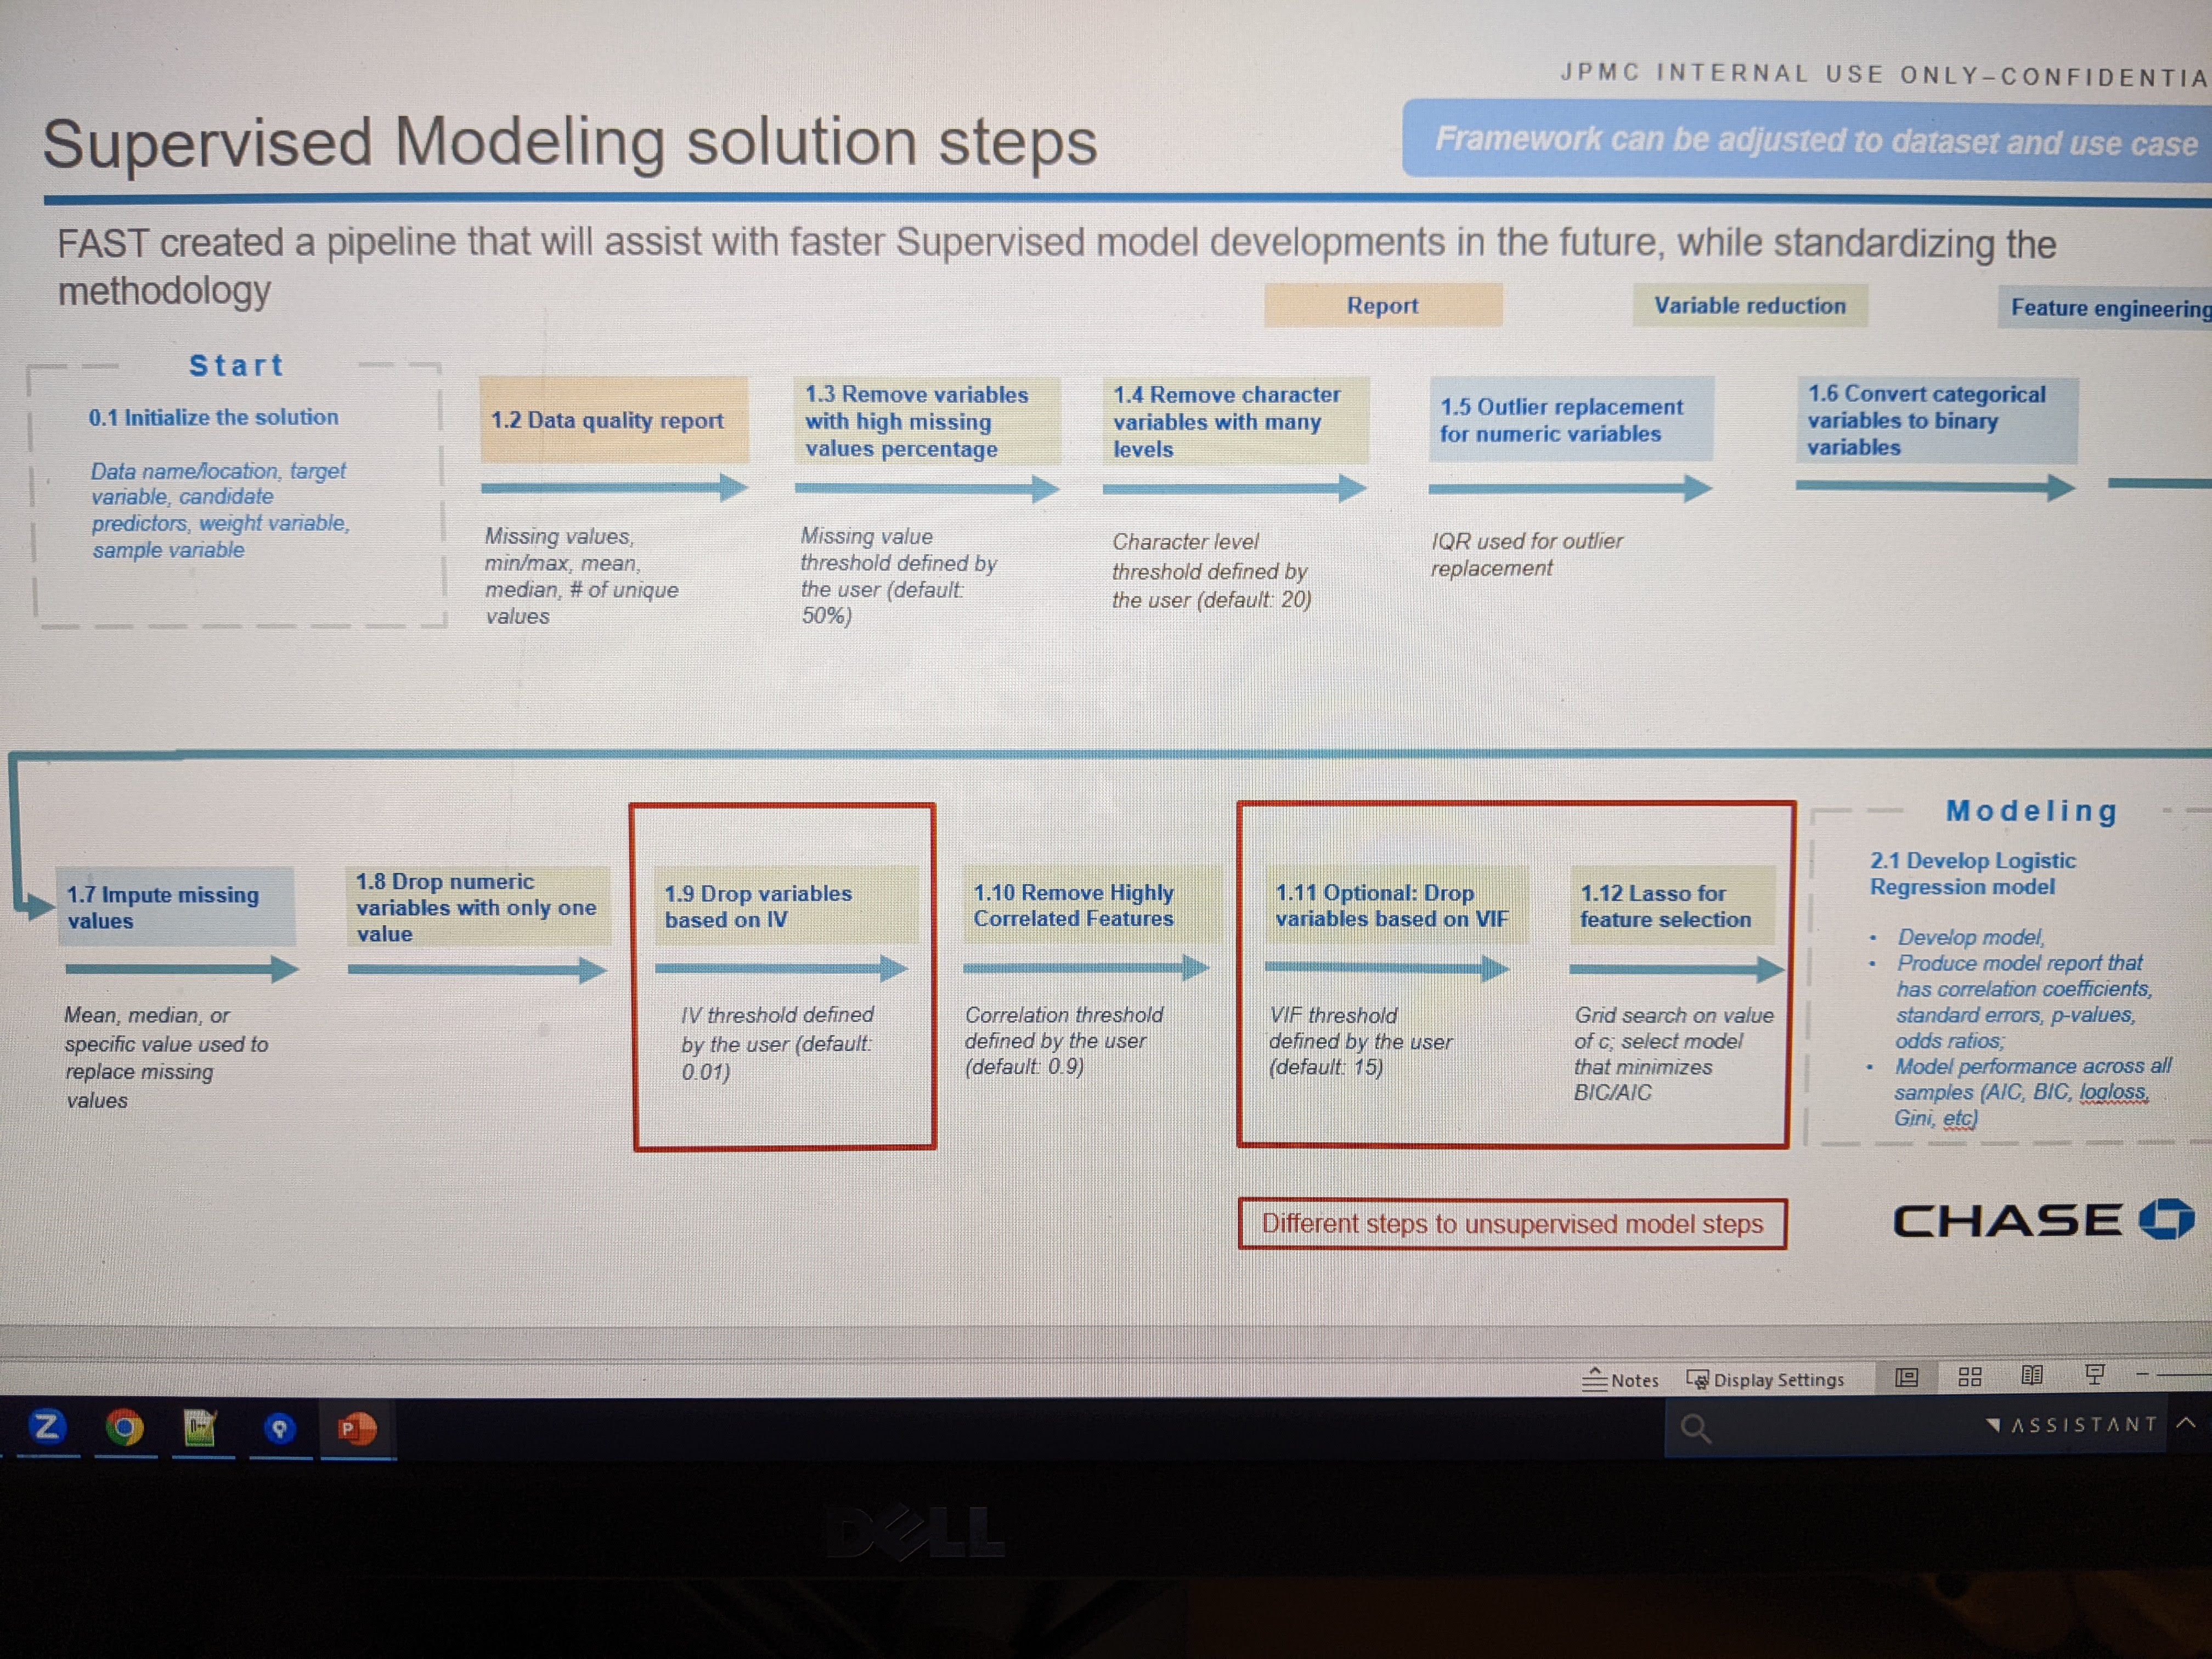 JPMC INTERNAL USE ONLY–CONFIDENTIA
Supervised Modeling solution steps
Framework can be adjusted to dataset and use case
FAST created a pipeline that will assist with faster Supervised model developments in the future, while standardizing the
methodology
Report
Variable reduction
Feature engineering
Start
0.1 Initialize the solution
Data name/location, target
variable, candidate
predictors, weight variable,
sample variable
1.2 Data quality report
Missing values,
min/max, mean,
median, # of unique
values
1.3 Remove variables
with high missing
values percentage
Missing value
threshold defined by
the user (default:
50%)
1.4 Remove character
variables with many
levels
Character level
threshold defined by
the user (default: 20)
1.5 Outlier replacement
for numeric variables
IQR used for outlier
replacement
1.6 Convert categorical
variables to binary
variables
1.7 Impute missing
values
Mean, median, or
specific value used to
replace missing
values
1.8 Drop numeric
variables with only one
value
1.9 Drop variables
based on IV
IV threshold defined
by the user (default:
0.01)
1.10 Remove Highly
Correlated Features
Correlation threshold
defined by the user
(default: 0.9)
1.11 Optional: Drop
variables based on VIF
VIF threshold
defined by the user
(default: 15)
1.12 Lasso for
feature selection
Grid search on value
of c; select model
that minimizes
BIC/AIC
Modeling
2.1 Develop Logistic
Regression model
• Develop model,
• Produce model report that
has correlation coefficients,
standard errors, p-values,
odds ratios;
• Model performance across all
samples (AIC, BIC, logloss,
Gini, etc)
Different steps to unsupervised model steps
CHASE
Notes
Display Settings
Z
P
ASSISTANT
DELL